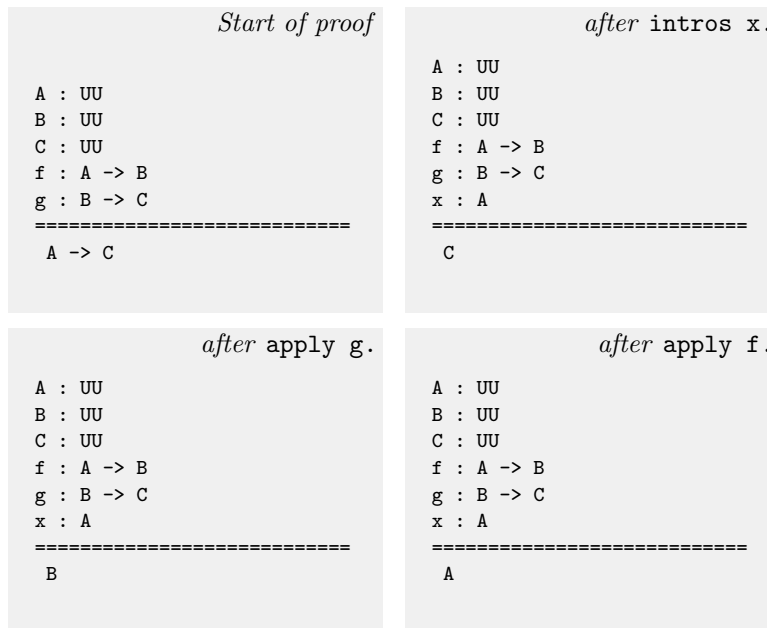 Start of proof
A : UU
B : UU
C : UU
f : A -> B
g : B -> C
============================
A -> C
after intros x.
A : UU
B : UU
C : UU
f : A -> B
g : B -> C
x : A
============================
C
after apply g.
A : UU
B : UU
C : UU
f : A -> B
g : B -> C
x : A
============================
B
after apply f.
A : UU
B : UU
C : UU
f : A -> B
g : B -> C
x : A
============================
A